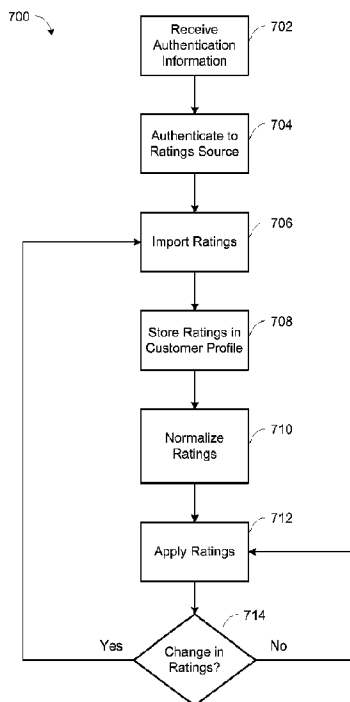 700
702
Receive
Authentication
Information
704
Authenticate to
Ratings Source
706
Import Ratings
708
Store Ratings in
Customer Profile
710
Normalize
Ratings
712
Apply Ratings
714
Change in
Ratings?
Yes
No